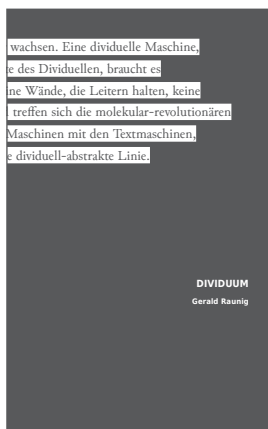 wachsen. Eine dividuelle Maschine,
e des Dividuellen, braucht es
ine Wände, die Leitern halten, keine
treffen sich die molekular-revolutionären
Maschinen mit den Textmaschinen,
e dividuell-abstrakte Linie.
DIVIDUUM
Gerald Raunig